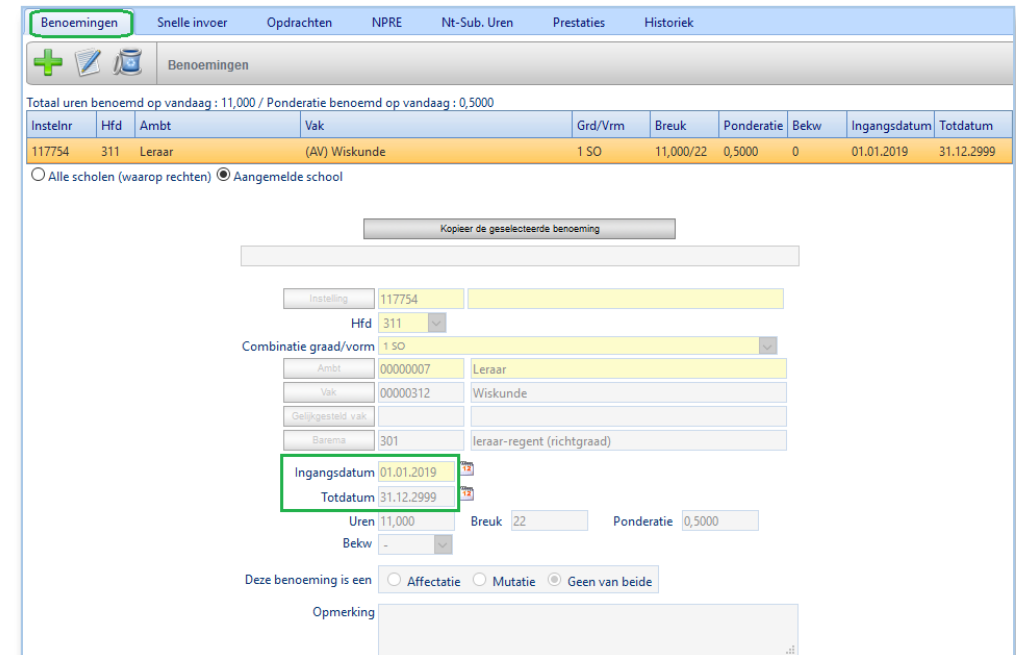 Benoemingen Snelle invoer Opdrachten NPRE Nt-Sub. Uren Prestaties Historiek
Benoemingen
Totaal uren benoemd op vandaag : 11,000 / Ponderatie benoemd op vandaag : 0,5000
Instelnr Hfd Ambt Vak Grd/Vrm Breuk Ponderatie Bekw Ingangsdatum Totdatum
117754 311 Leraar (AV) Wiskunde 1 SO 11,000/22 0,5000 0 01.01.2019 31.12.2999
Alle scholen (waarop rechten) Aangemelde school
Kopieer de geselecteerde benoeming
Instelling 117754
Hfd 311
Combinatie graad/vorm 1 SO
Ambt 00000007 Leraar
Vak 00000312 Wiskunde
Gelijkgesteld vak
Barema 301 leraar-regent (richtgraad)
Ingangsdatum 01.01.2019 12
Totdatum 31.12.2999 12
Uren 11,000 Breuk 22 Ponderatie 0,5000
Bekw -
Deze benoeming is een Affectatie Mutatie Geen van beide
Opmerking